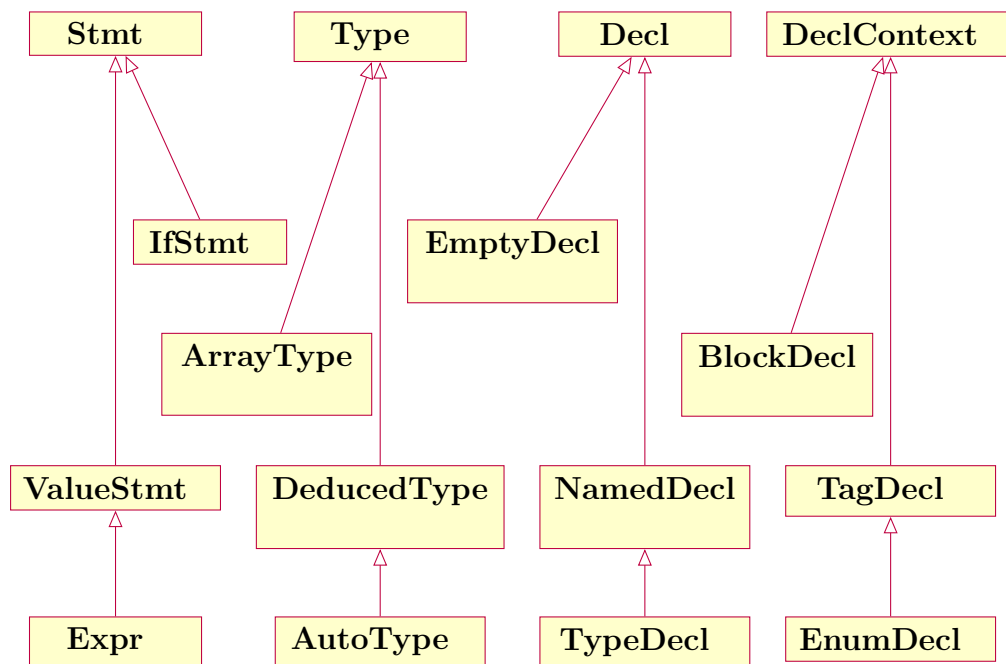 Stmt
Type
Decl
DeclContext
IfStmt
EmptyDecl
ArrayType
BlockDecl
ValueStmt
DeducedType
NamedDecl
TagDecl
Expr
AutoType
TypeDecl
EnumDecl